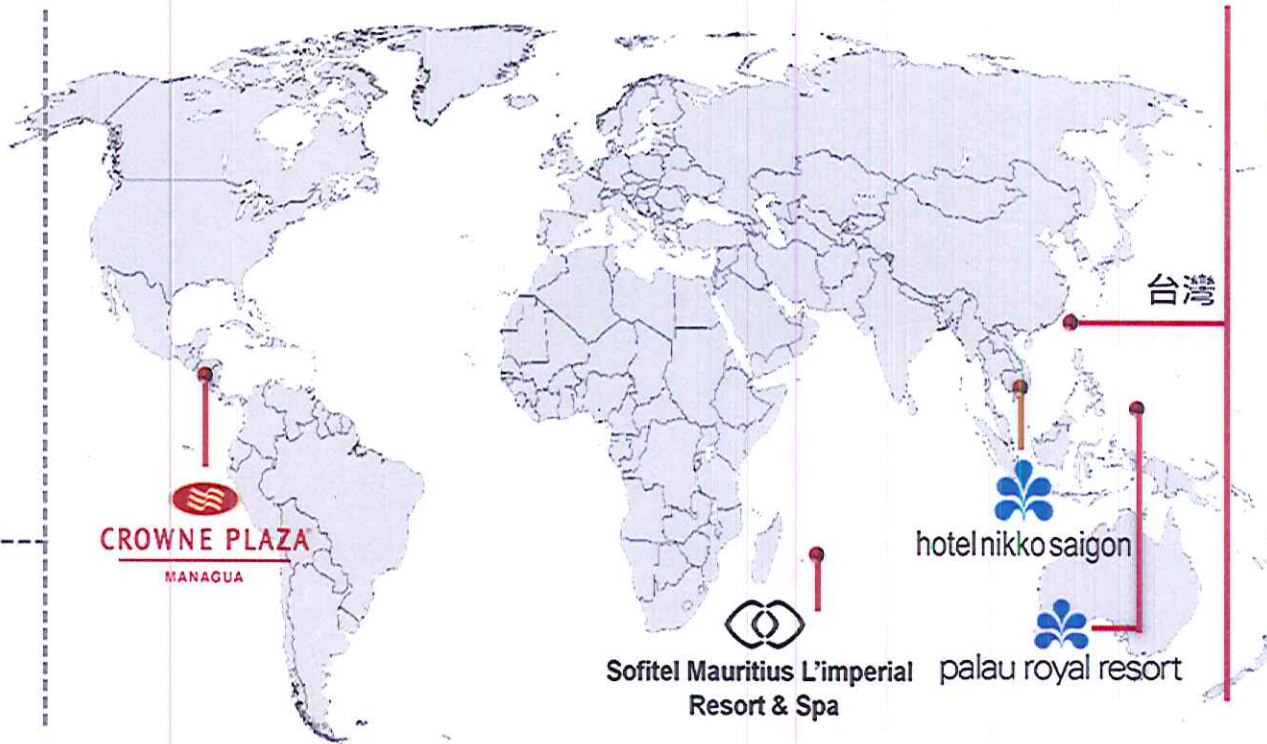 台灣
CROWNE PLAZA
MANAGUA
hotel nikko saigon
Sofitel Mauritius L'imperial
Resort & Spa
palau royal resort